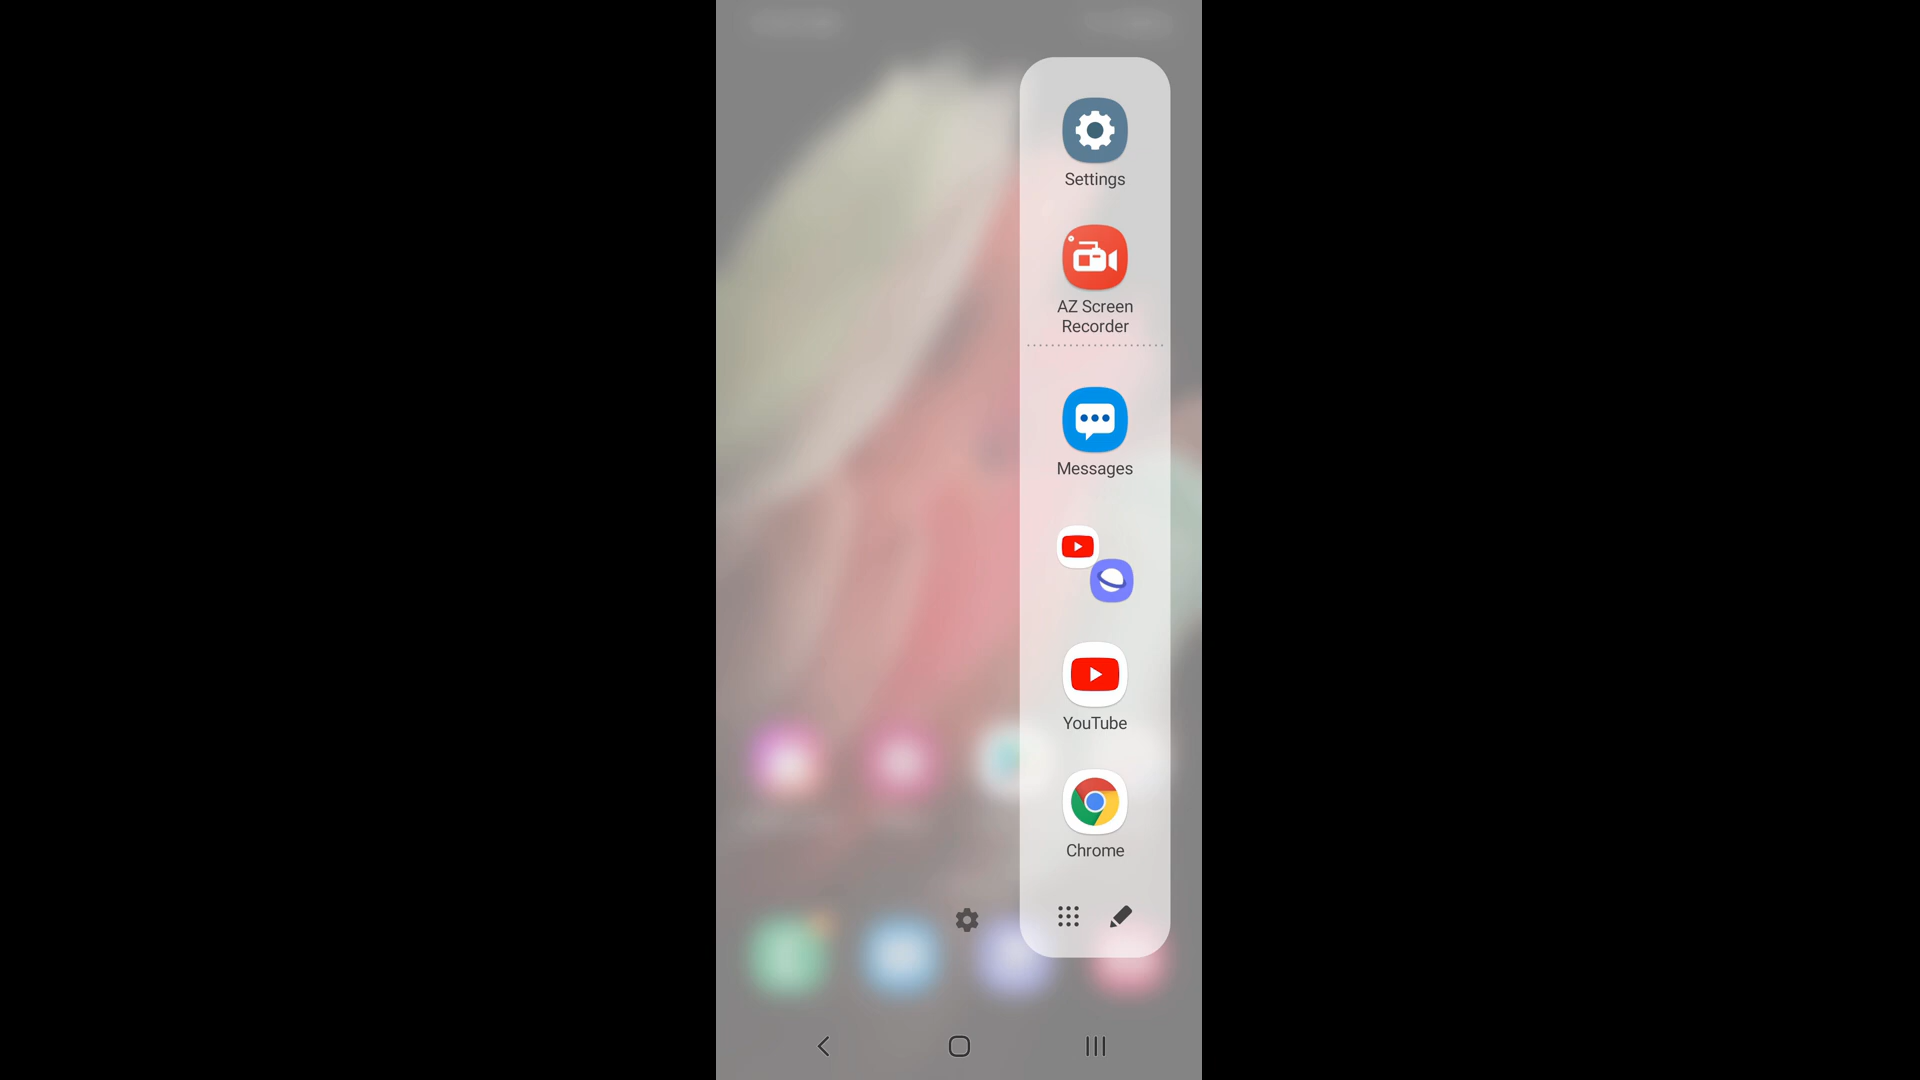 Settings
AZ Screen
Recorder
Messages
YouTube
Chrome